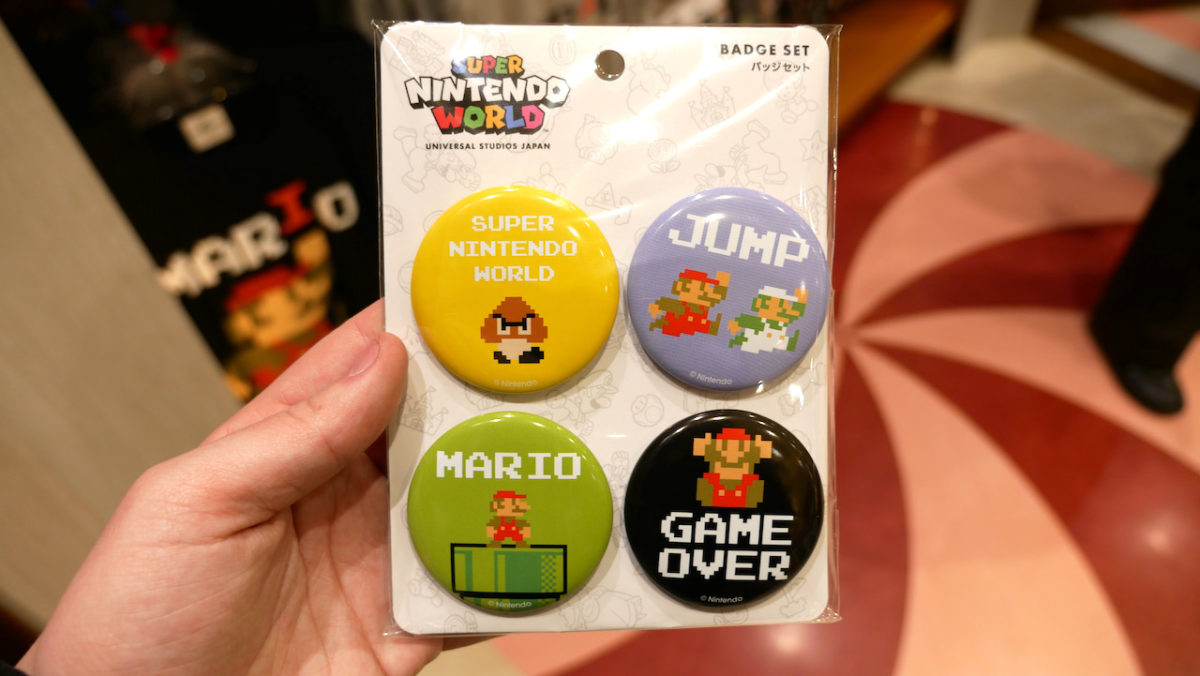 SUPER
NINTENDO
WORLD
UNIVERSAL STUDIOS JAPAN
BADGE SET
バッジセット
SUPER
NINTENDO
WORLD
© Nintendo
JUMP
© Nintendo
MARIO
© Nintendo
GAME
OVER
© Nintendo
MARIO